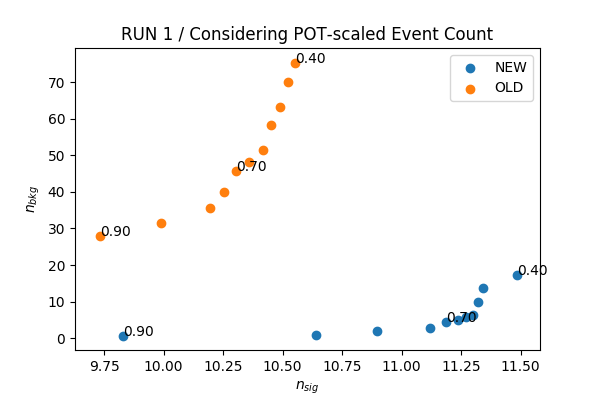 RUN 1 / Considering POT-scaled Event Count
NEW
OLD
0.40
0.70
0.90
0.40
0.70
0.90
n_bkg
70
60
50
40
30
20
10
0
9.75 10.00 10.25 10.50 10.75 11.00 11.25 11.50
n_sig